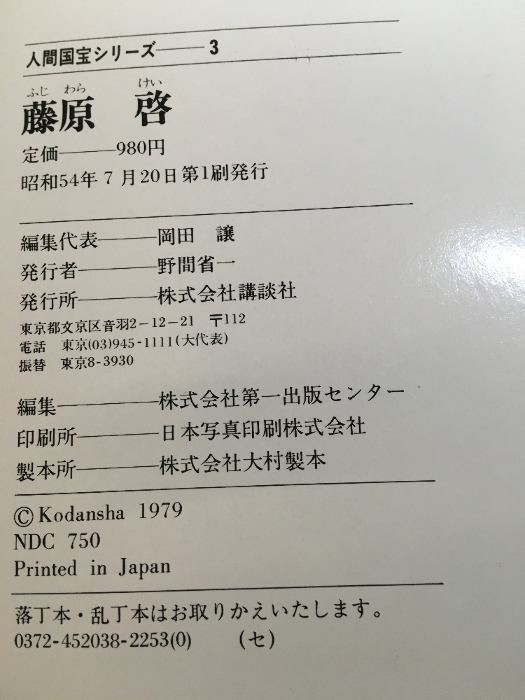 人間国宝シリーズ――3
ふじ わら けい
藤原 啓
定価――980円
昭和54年7月20日第1刷発行
編集代表――岡田 譲
発行者――野間省一
発行所――株式会社講談社
東京都文京区音羽2−12−21 〒112
電話 東京(03)945-1111(大代表)
振替 東京8-3930
編集――株式会社第一出版センター
印刷所――日本写真印刷株式会社
製本所――株式会社大村製本
©Kodansha 1979
NDC 750
Printed in Japan
落丁本・乱丁本はお取りかえいたします。
0372-452038-2253(0) (セ)